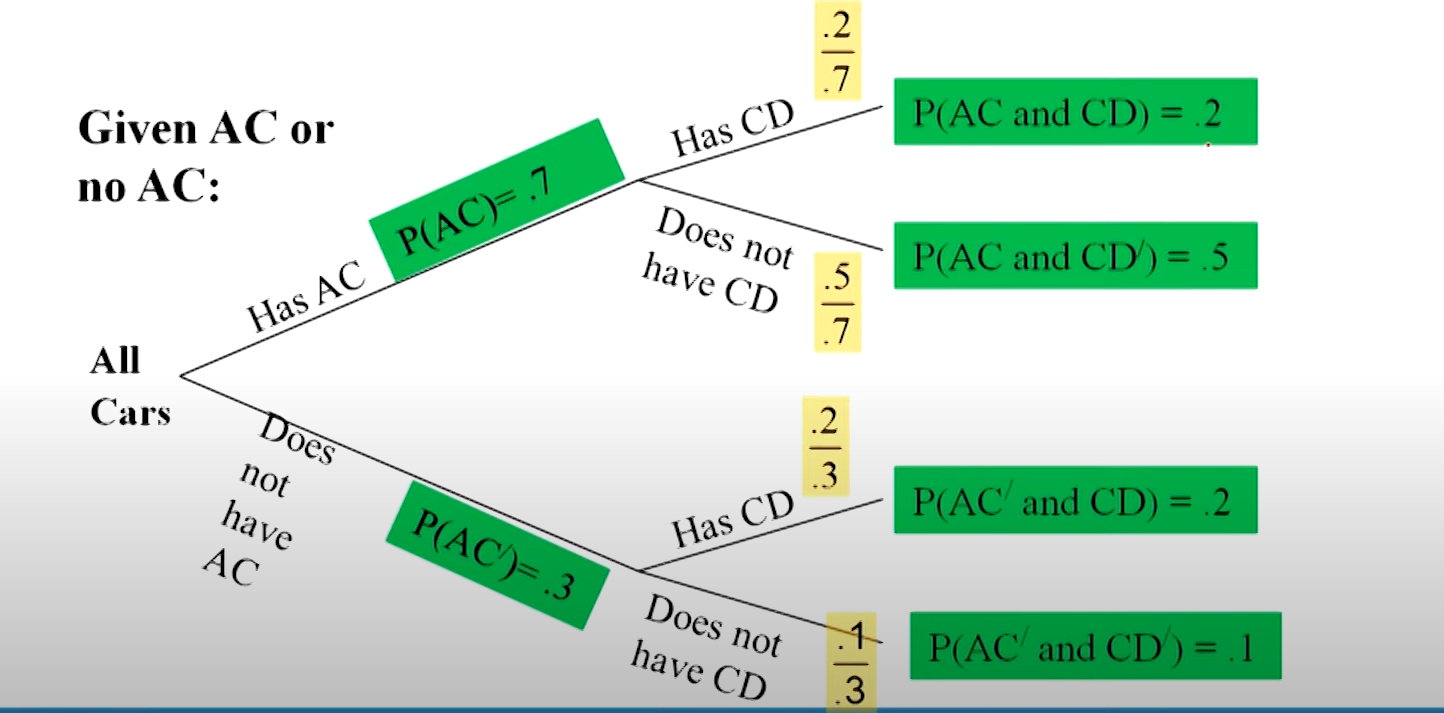 Given AC or
no AC:
All
Cars
Has AC
P(AC)= .7
Has CD
.2
.7
P(AC and CD) = .2
Does not
have CD
.5
.7
P(AC and CD/) = .5
Does
not
have
AC
P(AC/)= .3
Has CD
.2
.3
P(AC/ and CD) = .2
Does not
have CD
.1
.3
P(AC/ and CD/) = .1